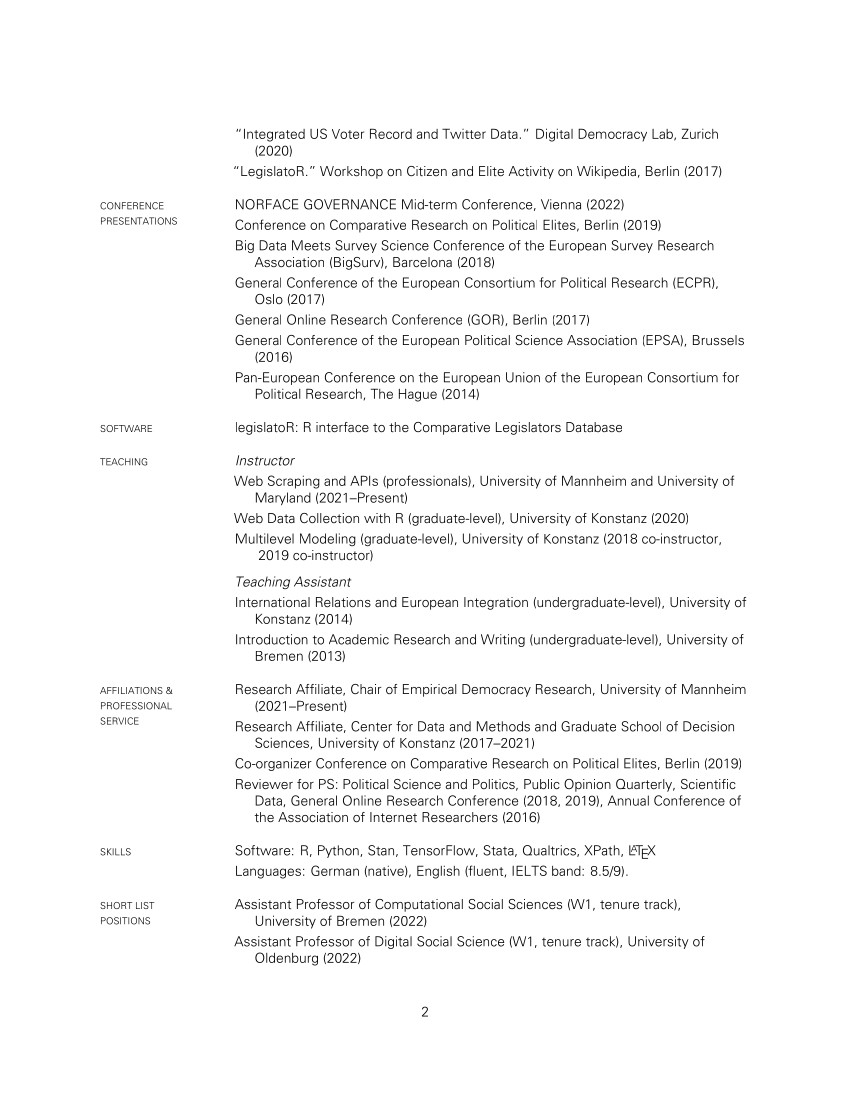 “Integrated US Voter Record and Twitter Data.” Digital Democracy Lab, Zurich
(2020)
“LegislatoR.” Workshop on Citizen and Elite Activity on Wikipedia, Berlin (2017)
CONFERENCE
PRESENTATIONS
NORFACE GOVERNANCE Mid-term Conference, Vienna (2022)
Conference on Comparative Research on Political Elites, Berlin (2019)
Big Data Meets Survey Science Conference of the European Survey Research
Association (BigSurv), Barcelona (2018)
General Conference of the European Consortium for Political Research (ECPR),
Oslo (2017)
General Online Research Conference (GOR), Berlin (2017)
General Conference of the European Political Science Association (EPSA), Brussels
(2016)
Pan-European Conference on the European Union of the European Consortium for
Political Research, The Hague (2014)
SOFTWARE
legislatoR: R interface to the Comparative Legislators Database
TEACHING
Instructor
Web Scraping and APIs (professionals), University of Mannheim and University of
Maryland (2021–Present)
Web Data Collection with R (graduate-level), University of Konstanz (2020)
Multilevel Modeling (graduate-level), University of Konstanz (2018 co-instructor,
2019 co-instructor)
Teaching Assistant
International Relations and European Integration (undergraduate-level), University of
Konstanz (2014)
Introduction to Academic Research and Writing (undergraduate-level), University of
Bremen (2013)
AFFILIATIONS &
PROFESSIONAL
SERVICE
Research Affiliate, Chair of Empirical Democracy Research, University of Mannheim
(2021–Present)
Research Affiliate, Center for Data and Methods and Graduate School of Decision
Sciences, University of Konstanz (2017–2021)
Co-organizer Conference on Comparative Research on Political Elites, Berlin (2019)
Reviewer for PS: Political Science and Politics, Public Opinion Quarterly, Scientific
Data, General Online Research Conference (2018, 2019), Annual Conference of
the Association of Internet Researchers (2016)
SKILLS
Software: R, Python, Stan, TensorFlow, Stata, Qualtrics, XPath, LATEX
Languages: German (native), English (fluent, IELTS band: 8.5/9).
SHORT LIST
POSITIONS
Assistant Professor of Computational Social Sciences (W1, tenure track),
University of Bremen (2022)
Assistant Professor of Digital Social Science (W1, tenure track), University of
Oldenburg (2022)
2